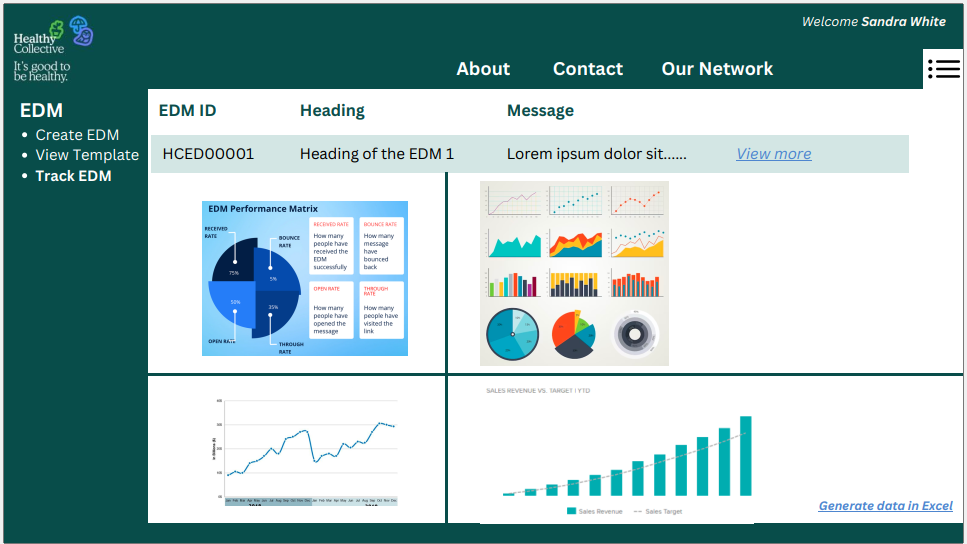 Welcome Sandra White
Healthy
Collective
It's good to
be healthy.
About Contact Our Network
EDM
Create EDM
View Template
Track EDM
EDM ID Heading Message
HCED00001 Heading of the EDM 1 Lorem ipsum dolor sit...... View more
EDM Performance Matrix
RECEIVED
RATE
BOUNCE
RATE
75%
5%
50%
35%
OPEN RATE
THROUGH
RATE
RECEIVED RATE
How many
people have
received the
EDM
successfully
BOUNCE RATE
How many
message
have
bounced
back
OPEN RATE
How many
people have
opened the
message
THROUGH
RATE
How many
people have
visited the
link
SALES REVENUE VS. TARGET | YTD
Sales Revenue Sales Target
Generate data in Excel